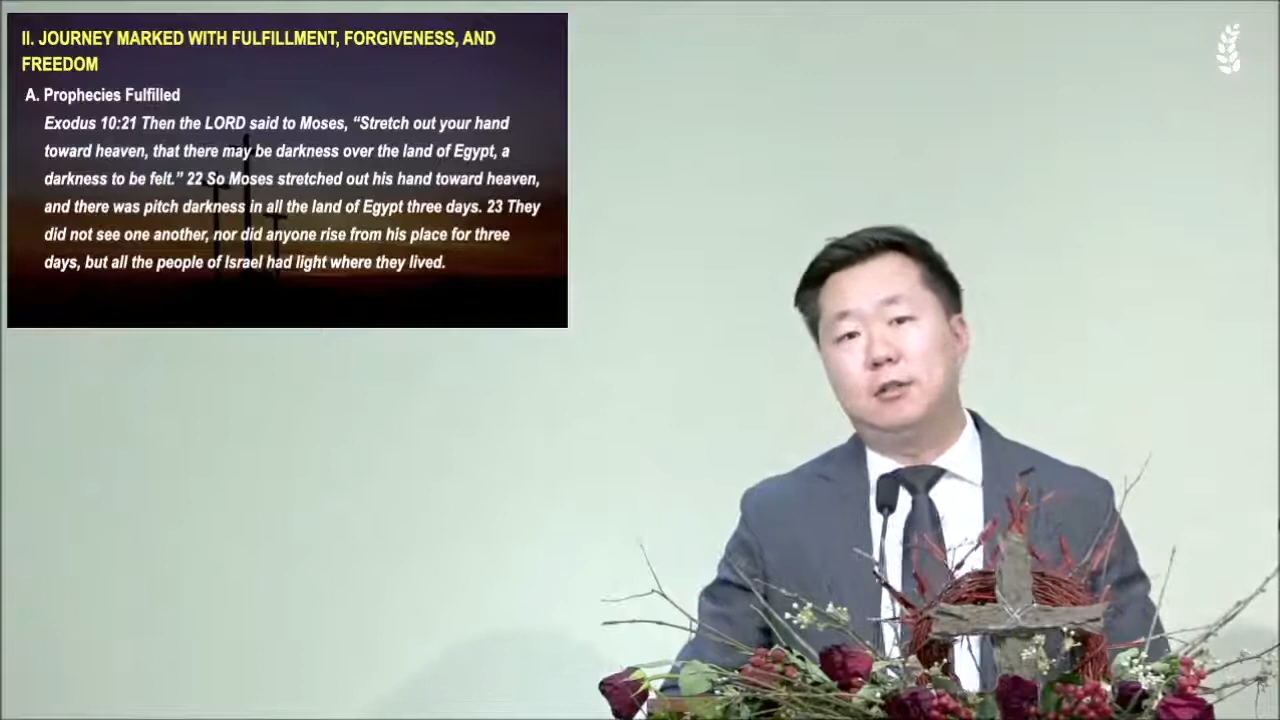 II. JOURNEY MARKED WITH FULFILLMENT, FORGIVENESS, AND
FREEDOM
A. Prophecies Fulfilled
Exodus 10:21 Then the LORD said to Moses, “Stretch out your hand
toward heaven, that there may be darkness over the land of Egypt, a
darkness to be felt.” 22 So Moses stretched out his hand toward heaven,
and there was pitch darkness in all the land of Egypt three days. 23 They
did not see one another, nor did anyone rise from his place for three
days, but all the people of Israel had light where they lived.